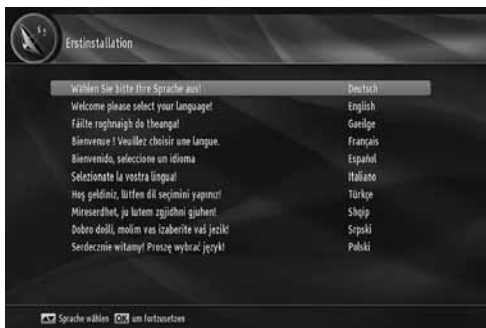 Erstinstallation
Wählen Sie bitte Ihre Sprache aus! Deutsch
Welcome please select your language! English
Fáilte roghnaigh do theanga! Gaeilge
Bienvenue ! Veuillez choisir une langue. Français
Bienvenido, seleccione un idioma Español
Selezionate la vostra lingua! Italiano
Hoş geldiniz, lütfen dil seçimini yapınız! Türkçe
Mireserdhet, ju lutem zgjidhni gjuhen! Shqip
Dobro došli, molim vas izaberite vaš jezik! Srpski
Serdecznie witamy! Proszę wybrać język! Polski
Sprache wählen OK um fortzusetzen